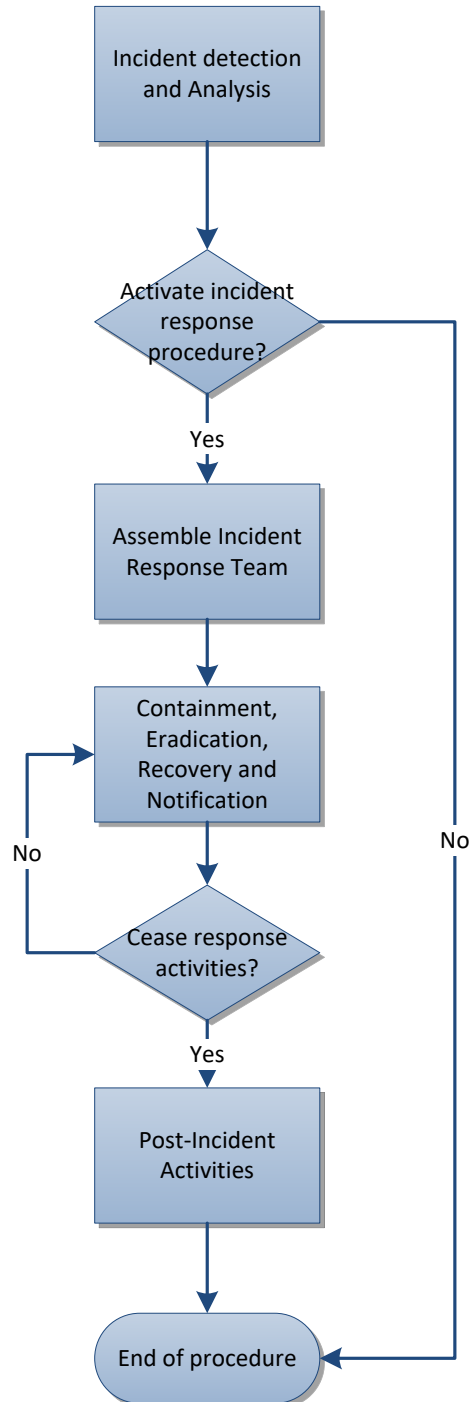 Incident detection
and Analysis
Activate incident
response
procedure?
Yes
Assemble Incident
Response Team
Containment,
Eradication,
Recovery and
Notification
No
No
Cease response
activities?
Yes
Post-Incident
Activities
End of procedure